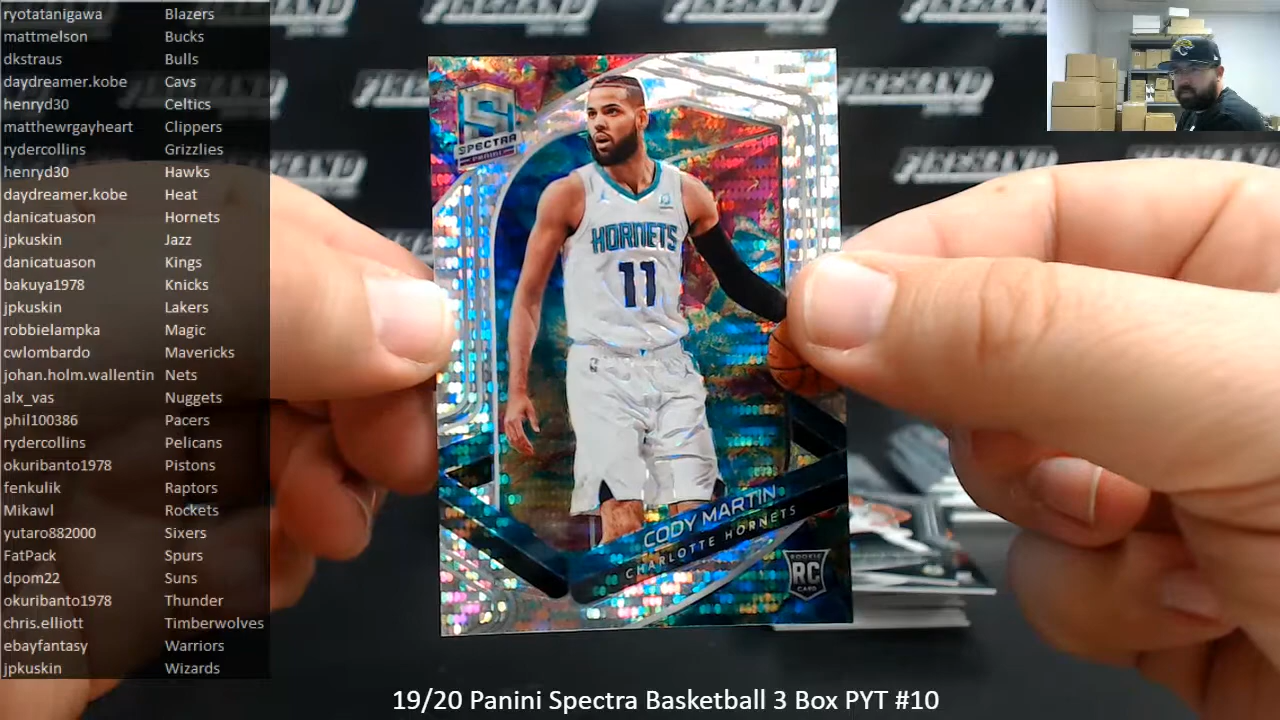 ryotatanigawa Blazers
mattmelson Bucks
dkstraus Bulls
daydreamer.kobe Cavs
henryd30 Celtics
matthewrgayheart Clippers
rydercollins Grizzlies
henryd30 Hawks
daydreamer.kobe Heat
danicatuason Hornets
jpkuskin Jazz
danicatuason Kings
bakuya1978 Knicks
jpkuskin Lakers
robbielampka Magic
cwlombardo Mavericks
johan.holm.wallentin Nets
alx_vas Nuggets
phil100386 Pacers
rydercollins Pelicans
okuribanto1978 Pistons
fenkulik Raptors
Mikawl Rockets
yutaro882000 Sixers
FatPack Spurs
dpom22 Suns
okuribanto1978 Thunder
chris.elliott Timberwolves
ebayfantasy Warriors
jpkuskin Wizards
SPECTRA
PANINI
HORNETS
11
CODY MARTIN
CHARLOTTE HORNETS
ROOKIE
RC
CARD
19/20 Panini Spectra Basketball 3 Box PYT #10